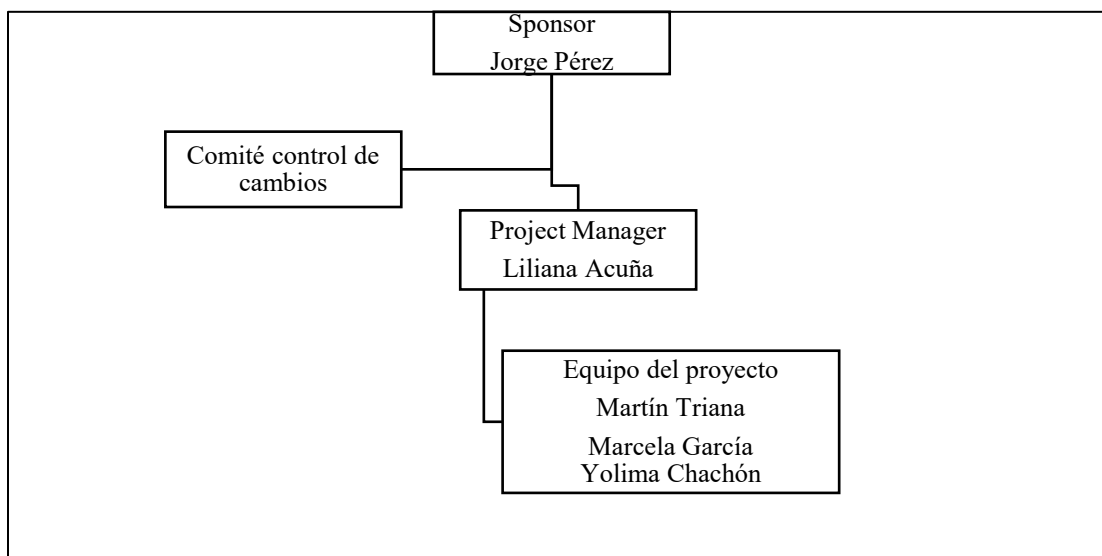 Sponsor
Jorge Pérez
Comité control de
cambios
Project Manager
Liliana Acuña
Equipo del proyecto
Martín Triana
Marcela García
Yolima Chachón